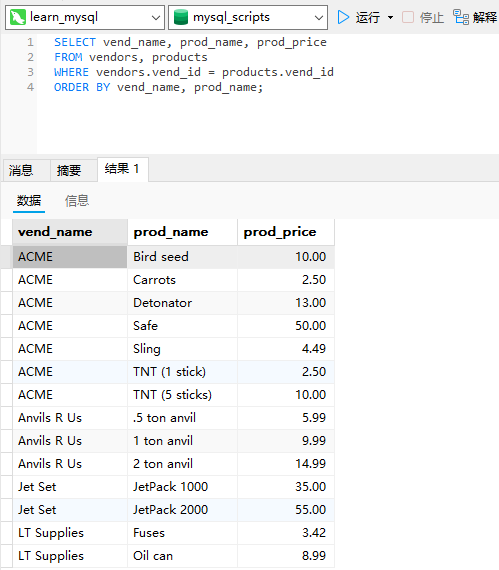 learn_mysql mysql_scripts 运行 停止 解释
1 SELECT vend_name, prod_name, prod_price
2 FROM vendors, products
3 WHERE vendors.vend_id = products.vend_id
4 ORDER BY vend_name, prod_name;
消息 摘要 结果 1
数据 信息
vend_name prod_name prod_price
ACME Bird seed 10.00
ACME Carrots 2.50
ACME Detonator 13.00
ACME Safe 50.00
ACME Sling 4.49
ACME TNT (1 stick) 2.50
ACME TNT (5 sticks) 10.00
Anvils R Us .5 ton anvil 5.99
Anvils R Us 1 ton anvil 9.99
Anvils R Us 2 ton anvil 14.99
Jet Set JetPack 1000 35.00
Jet Set JetPack 2000 55.00
LT Supplies Fuses 3.42
LT Supplies Oil can 8.99